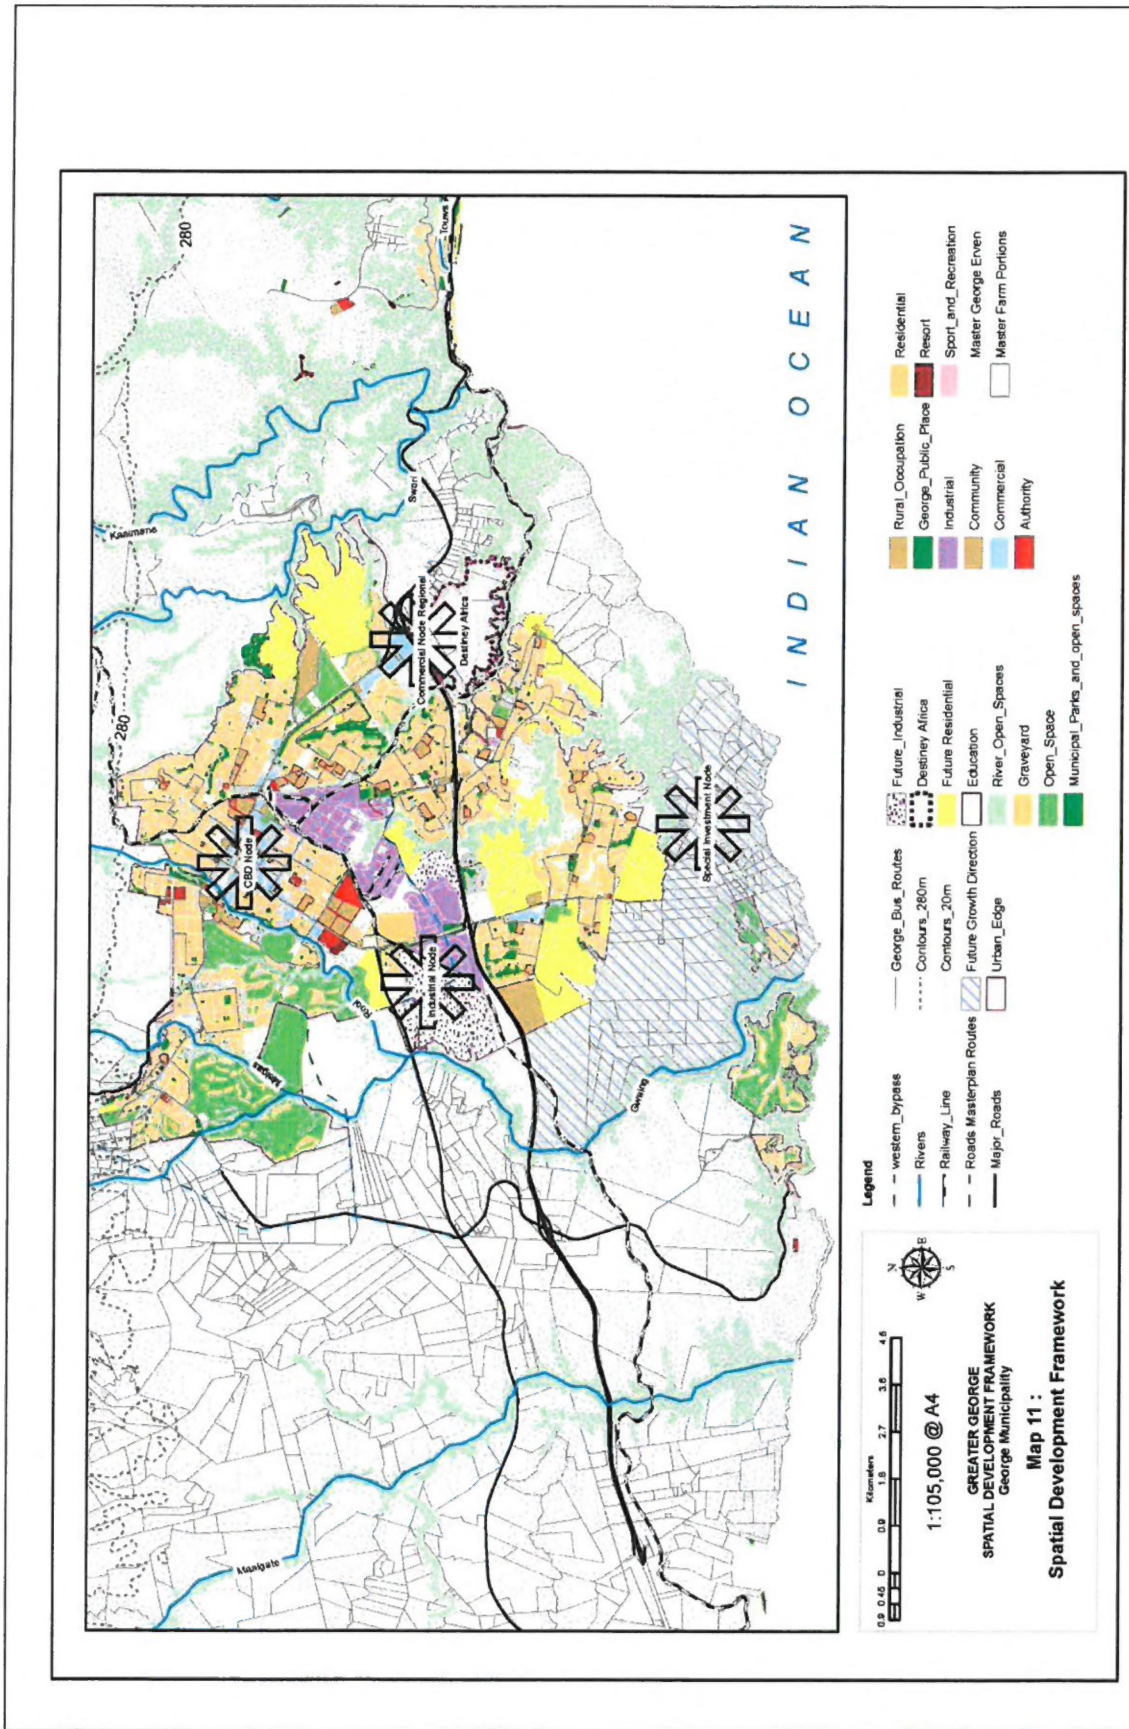 280
280
Kaaimans
Touws
Swart
Commercial Node Regional
Destiney Africa
CBD Node
Industrial Node
Special Investment Node
Rooi
Malgas
Gwaing
Maalgate
INDIAN OCEAN
Legend
western_bypass
Rivers
Railway_Line
Roads Masterplan Routes
Major_Roads
George_Bus_Routes
Contours_280m
Contours_20m
Future Growth Direction
Urban_Edge
Future_Industrial
Destiney Africa
Future Residential
Education
River_Open_Spaces
Graveyard
Open_Space
Municipal_Parks_and_open_spaces
Rural_Occupation
George_Public_Place
Industrial
Community
Commercial
Authority
Residential
Resort
Sport_and_Recreation
Master George Erven
Master Farm Portions
Kilometers
0.9 0.45 0 0.9 1.8 2.7 3.6 4.5
N
W E
S
1:105,000 @ A4
GREATER GEORGE
SPATIAL DEVELOPMENT FRAMEWORK
George Municipality
Map 11 :
Spatial Development Framework